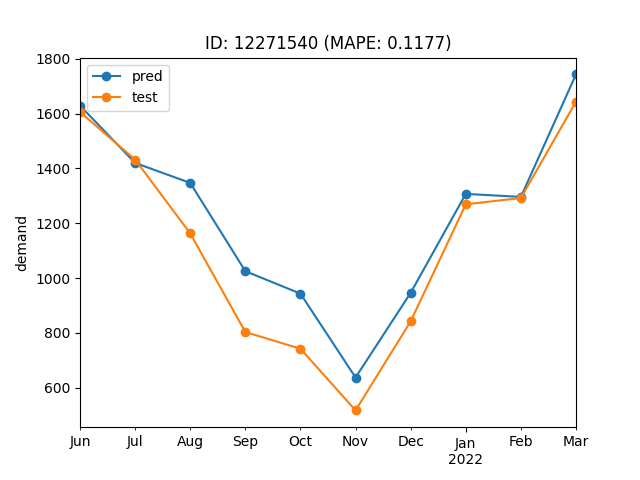 ID: 12271540 (MAPE: 0.1177)
pred
test
demand
1800
1600
1400
1200
1000
800
600
Jun Jul Aug Sep Oct Nov Dec Jan Feb Mar
2022